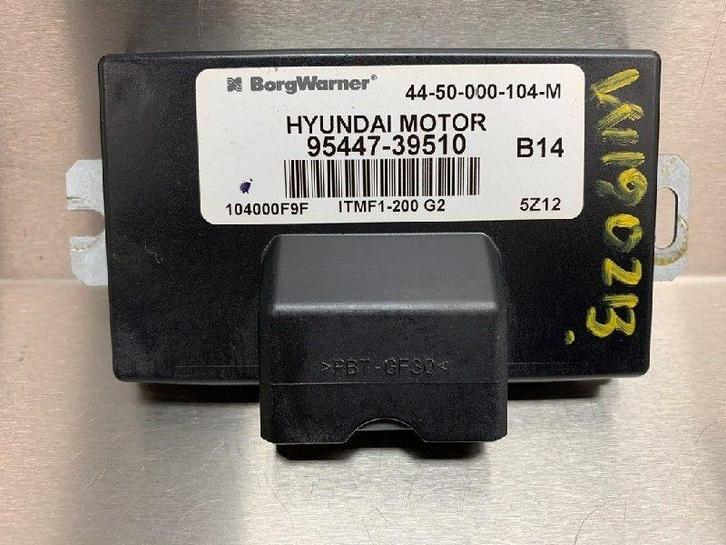 BorgWarner®
44-50-000-104-M
HYUNDAI MOTOR
95447-39510
B14
104000F9F
ITMF1-200 G2
5Z12
>PBT-GF30<